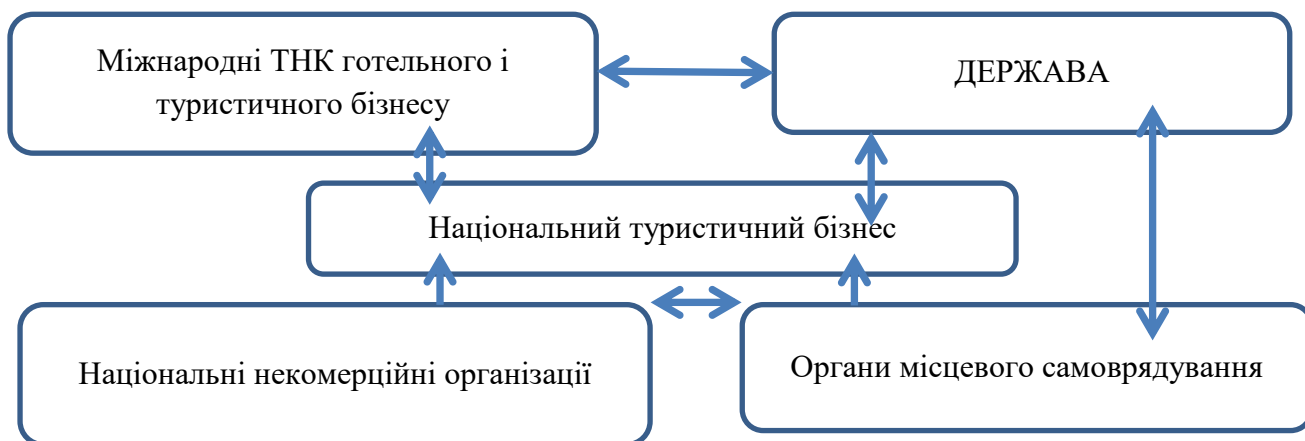 Міжнародні ТНК готельного і
туристичного бізнесу
ДЕРЖАВА
Національний туристичний бізнес
Національні некомерційні організації
Органи місцевого самоврядування